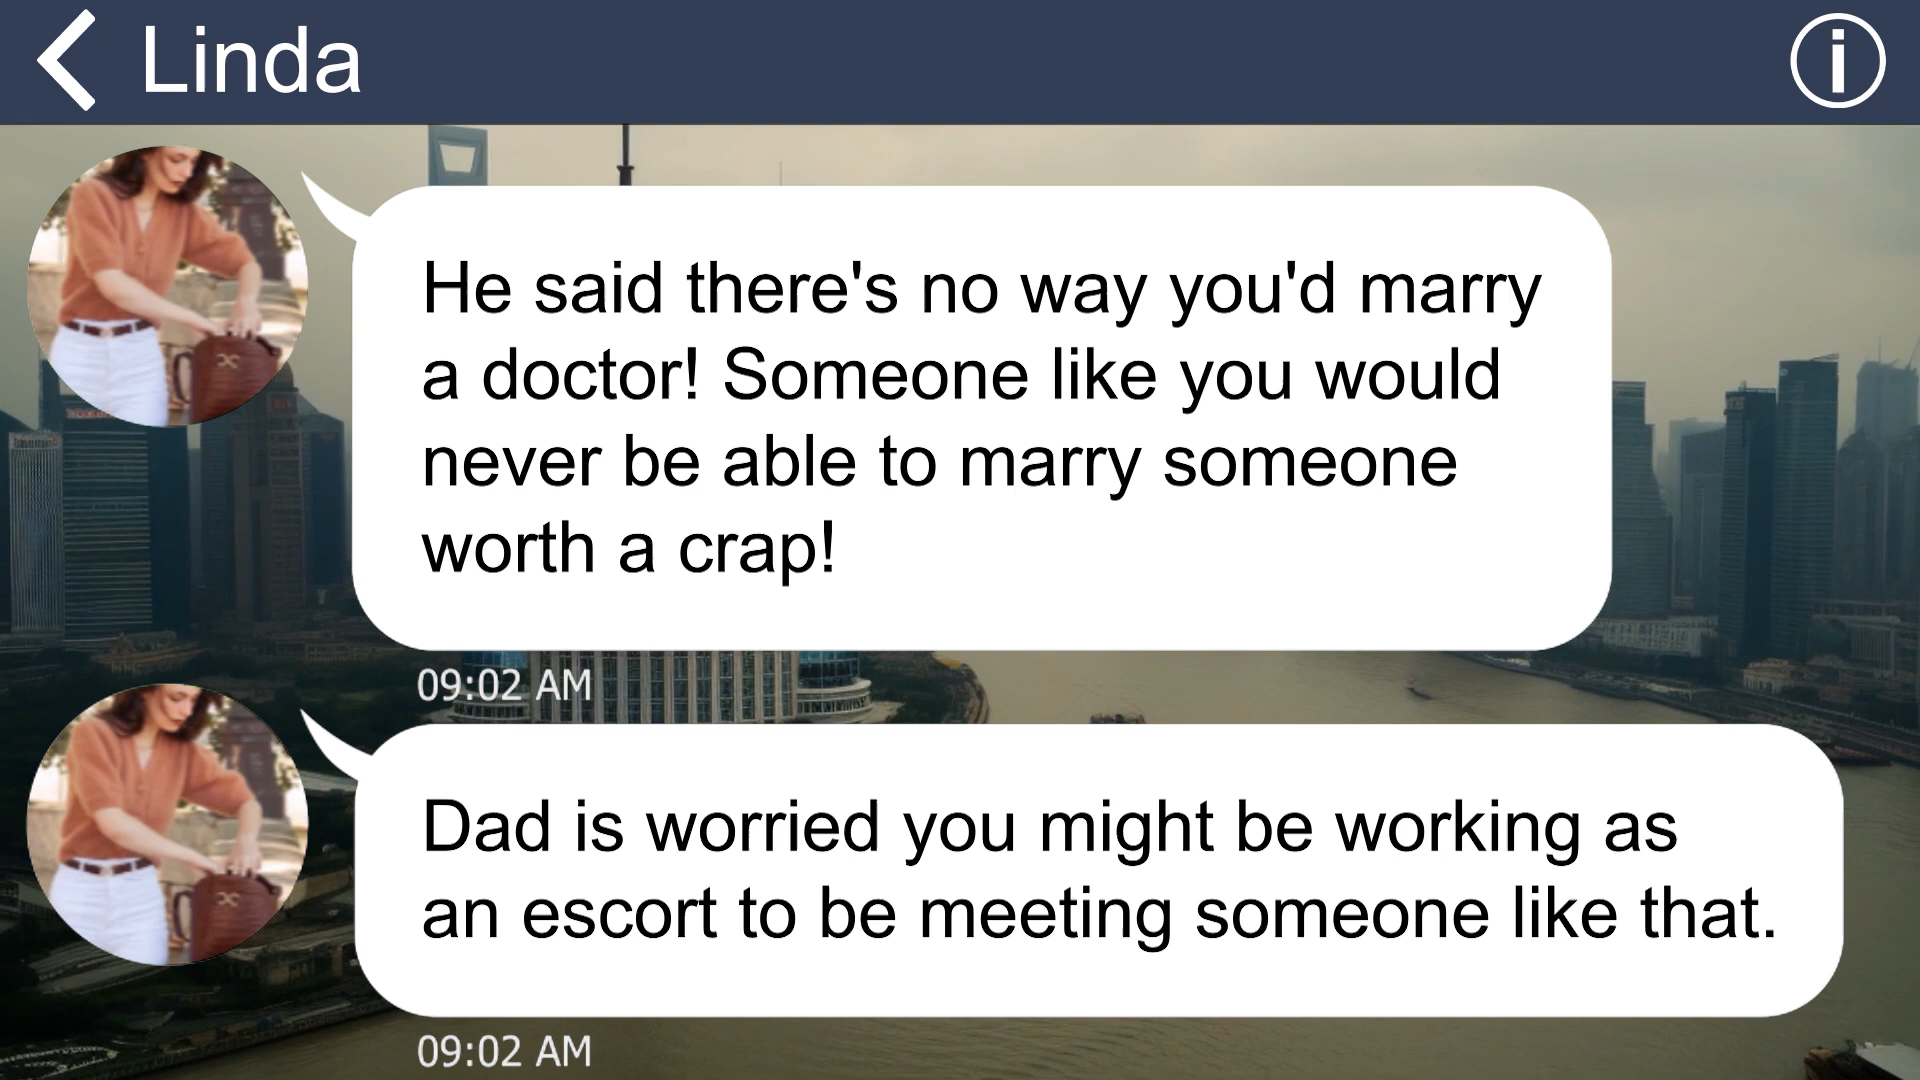 Linda
He said there's no way you'd marry
a doctor! Someone like you would
never be able to marry someone
worth a crap!
09:02 AM
Dad is worried you might be working as
an escort to be meeting someone like that.
09:02 AM